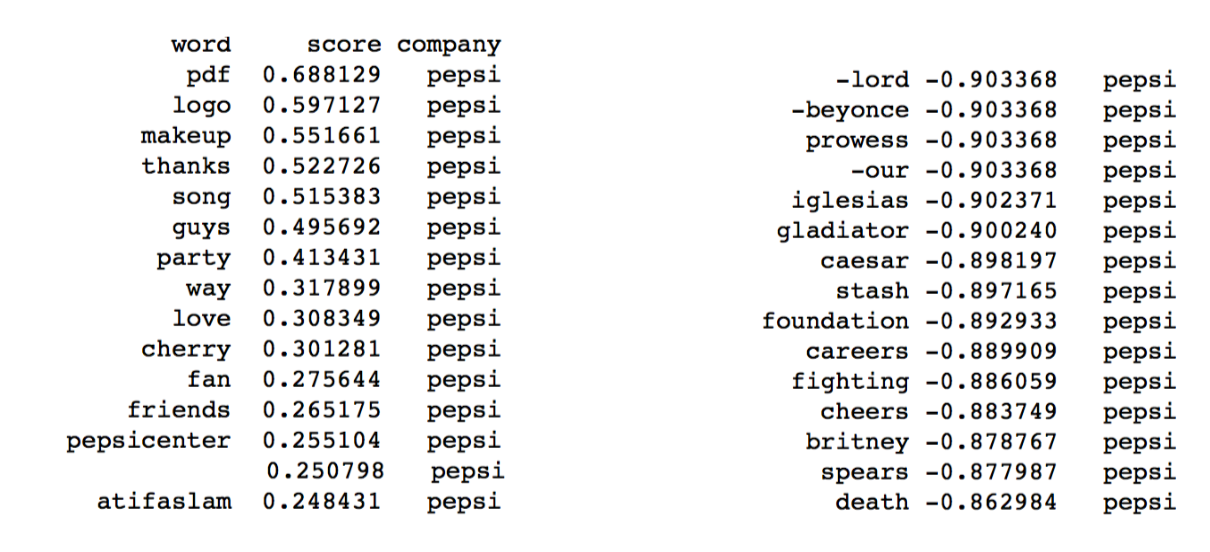 word score company
pdf 0.688129 pepsi
logo 0.597127 pepsi
makeup 0.551661 pepsi
thanks 0.522726 pepsi
song 0.515383 pepsi
guys 0.495692 pepsi
party 0.413431 pepsi
way 0.317899 pepsi
love 0.308349 pepsi
cherry 0.301281 pepsi
fan 0.275644 pepsi
friends 0.265175 pepsi
pepsicenter 0.255104 pepsi
0.250798 pepsi
atifaslam 0.248431 pepsi
-lord -0.903368 pepsi
-beyonce -0.903368 pepsi
prowess -0.903368 pepsi
-our -0.903368 pepsi
iglesias -0.902371 pepsi
gladiator -0.900240 pepsi
caesar -0.898197 pepsi
stash -0.897165 pepsi
foundation -0.892933 pepsi
careers -0.889909 pepsi
fighting -0.886059 pepsi
cheers -0.883749 pepsi
britney -0.878767 pepsi
spears -0.877987 pepsi
death -0.862984 pepsi